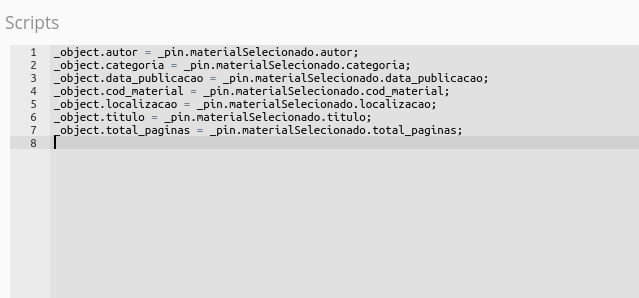 Scripts
1 _object.autor = _pin.materialSelecionado.autor;
2 _object.categoria = _pin.materialSelecionado.categoria;
3 _object.data_publicacao = _pin.materialSelecionado.data_publicacao;
4 _object.cod_material = _pin.materialSelecionado.cod_material;
5 _object.localizacao = _pin.materialSelecionado.localizacao;
6 _object.titulo = _pin.materialSelecionado.titulo;
7 _object.total_paginas = _pin.materialSelecionado.total_paginas;
8